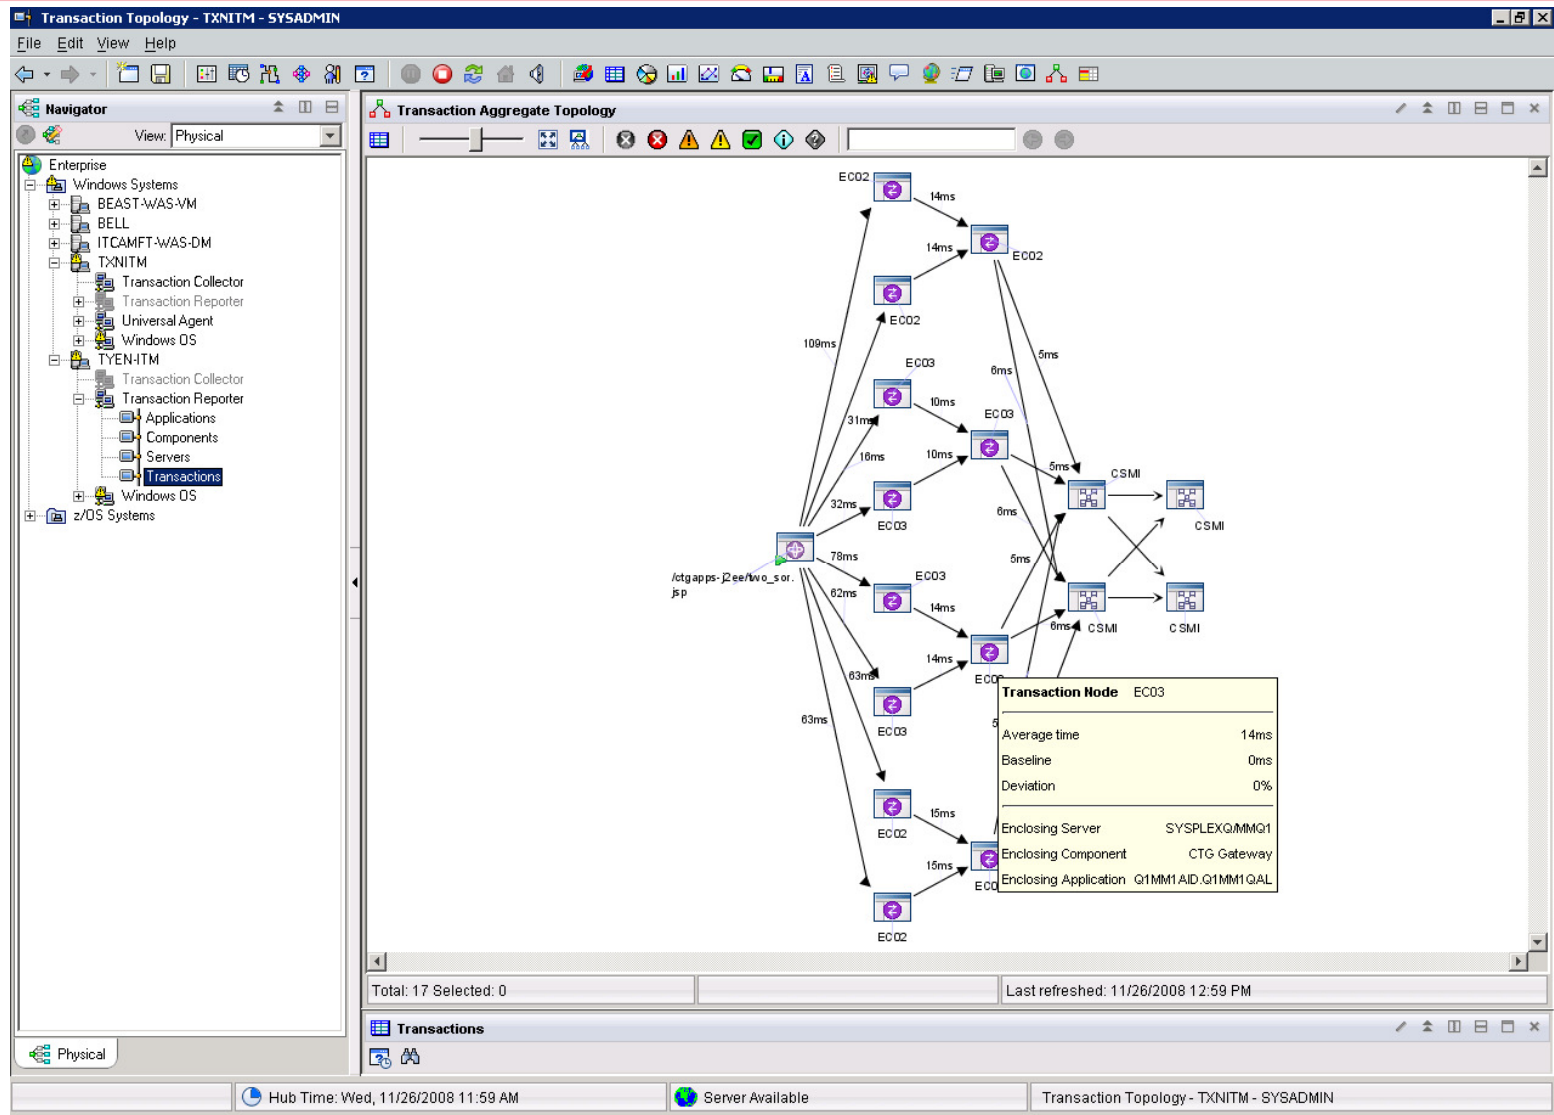 Transaction Topology - TXNITM - SYSADMIN
File Edit View Help
Navigator
View: Physical
Enterprise
Windows Systems
BEAST-WAS-VM
BELL
ITCAMFT-WAS-DM
TXNITM
Transaction Collector
Transaction Reporter
Universal Agent
Windows OS
TYEN-ITM
Transaction Collector
Transaction Reporter
Applications
Components
Servers
Transactions
Windows OS
z/OS Systems
Physical
Transaction Aggregate Topology
EC02
14ms
14ms
EC02
EC02
109ms
5ms
EC03
6ms
10ms
EC03
31ms
16ms
10ms
5ms
CSMI
32ms
6ms
EC03
CSMI
78ms
5ms
/ctgapps-j2ee/two_sor.
jsp
EC03
62ms
14ms
6ms
CSMI
CSMI
14ms
63ms
EC03
63ms
EC03
Transaction Node EC03
Average time 14ms
Baseline 0ms
Deviation 0%
Enclosing Server SYSPLEXQ/MMQ1
Enclosing Component CTG Gateway
Enclosing Application Q1MM1AID.Q1MM1QAL
15ms
EC02
15ms
EC02
Total: 17 Selected: 0
Last refreshed: 11/26/2008 12:59 PM
Transactions
Hub Time: Wed, 11/26/2008 11:59 AM
Server Available
Transaction Topology - TXNITM - SYSADMIN